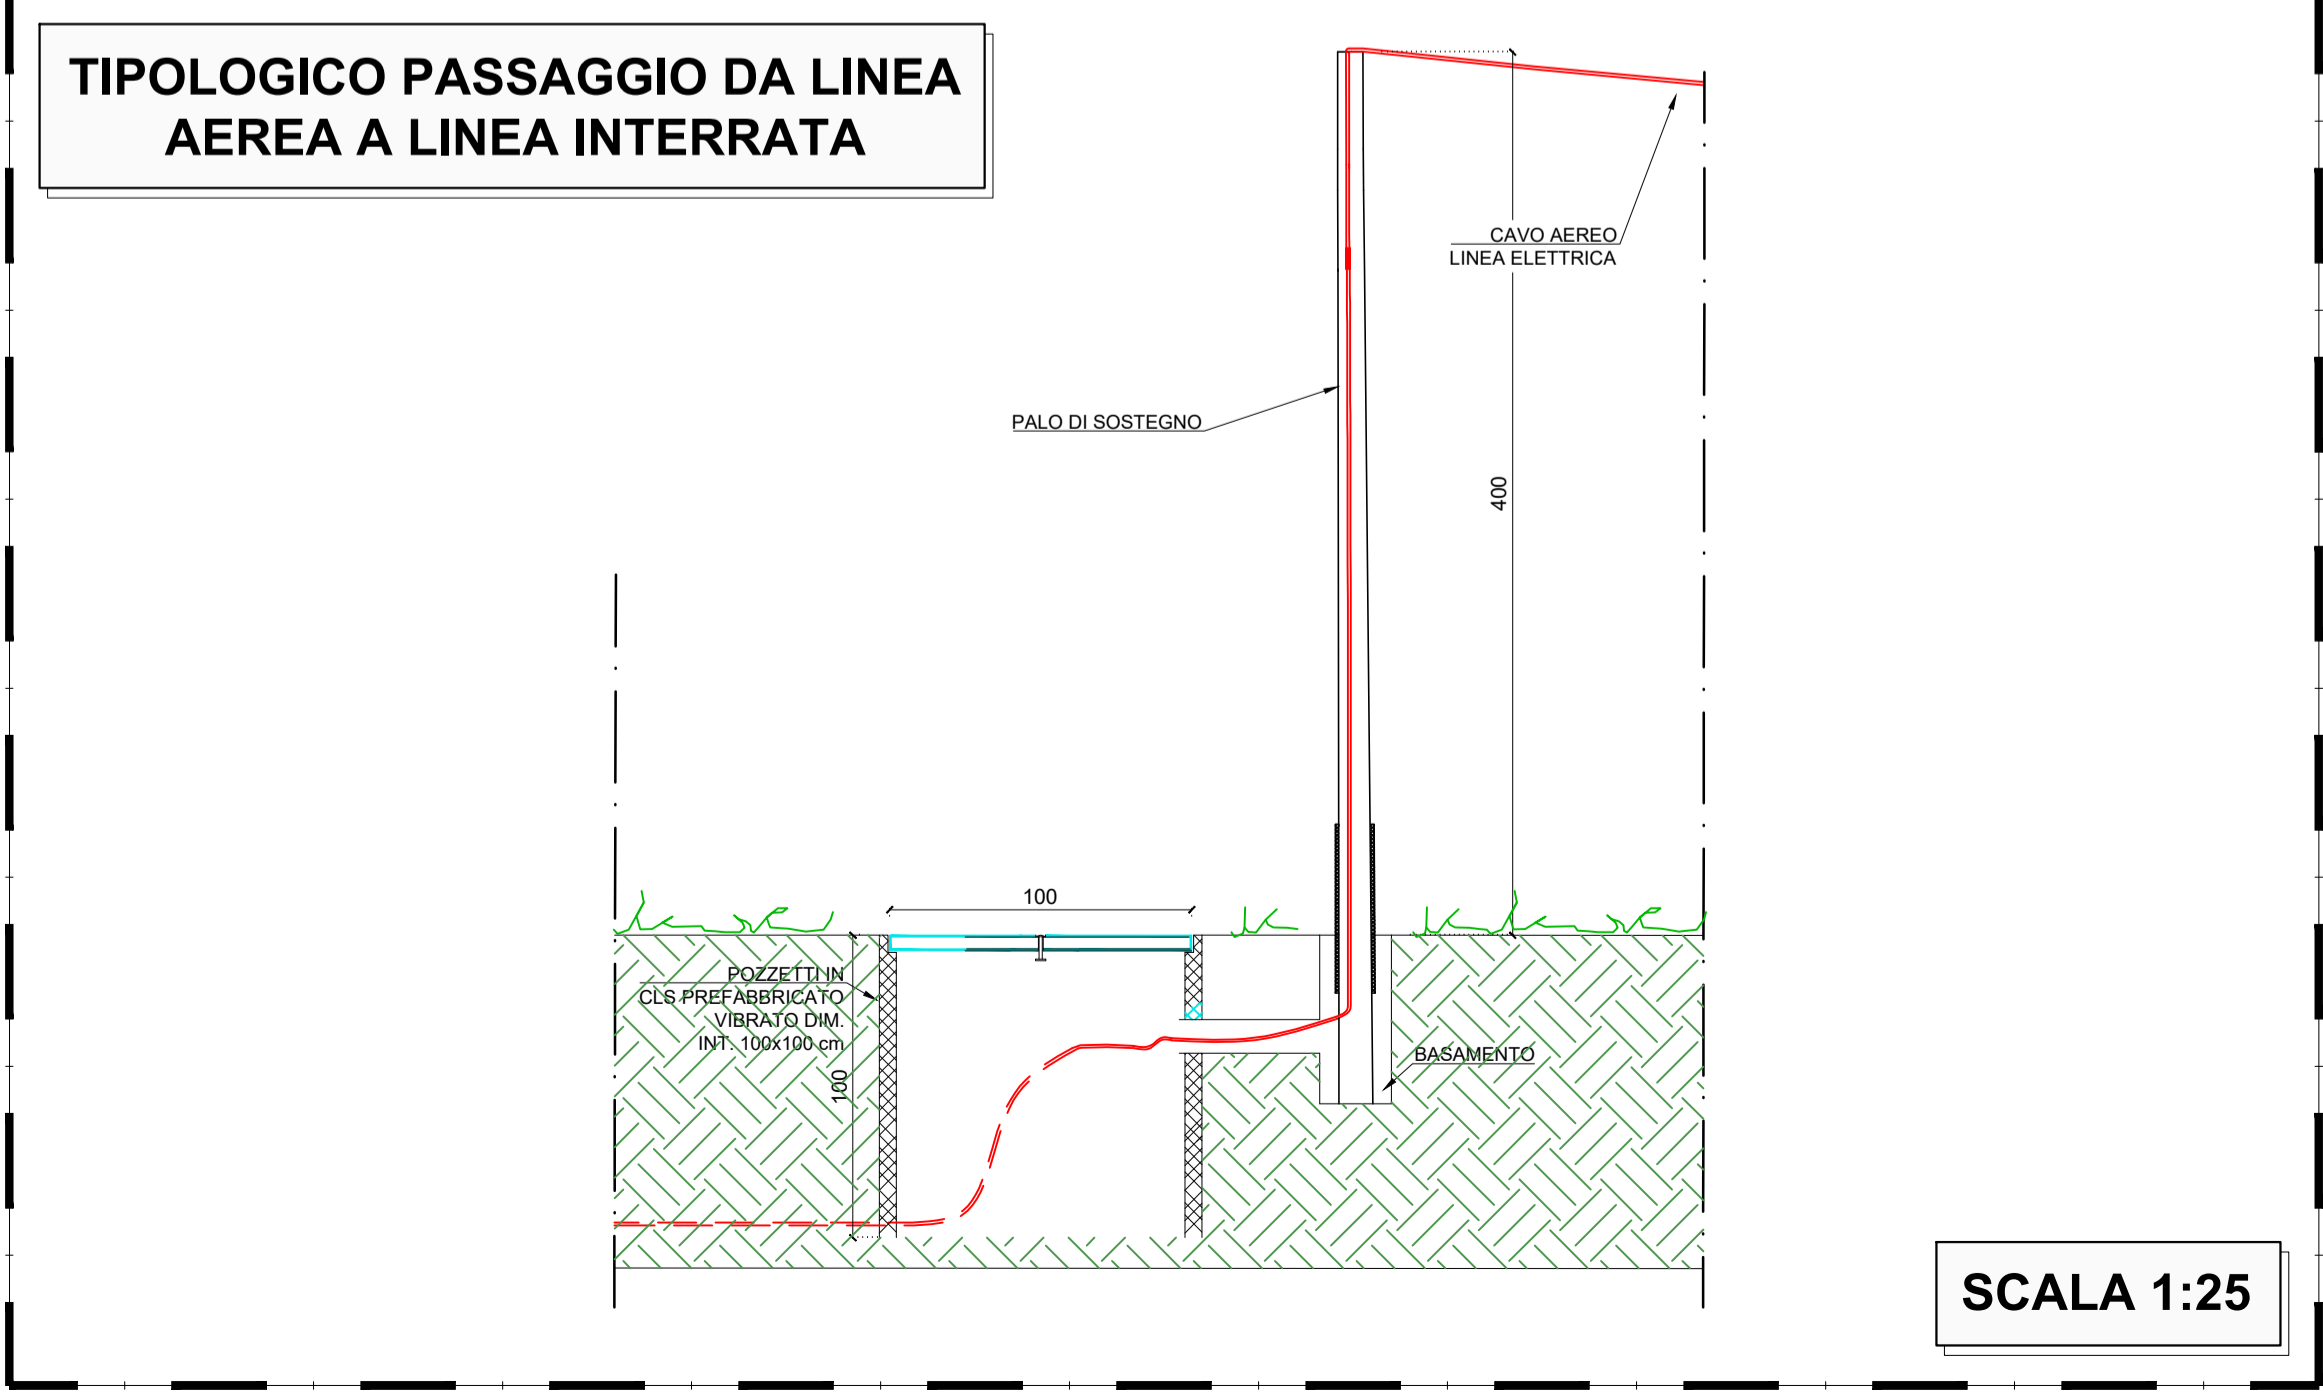 TIPOLOGICO PASSAGGIO DA LINEA
AEREA A LINEA INTERRATA
CAVO AEREO
LINEA ELETTRICA
PALO DI SOSTEGNO
400
100
POZZETTI IN
CLS PREFABBRICATO
VIBRATO DIM.
INT. 100x100 cm
100
BASAMENTO
SCALA 1:25